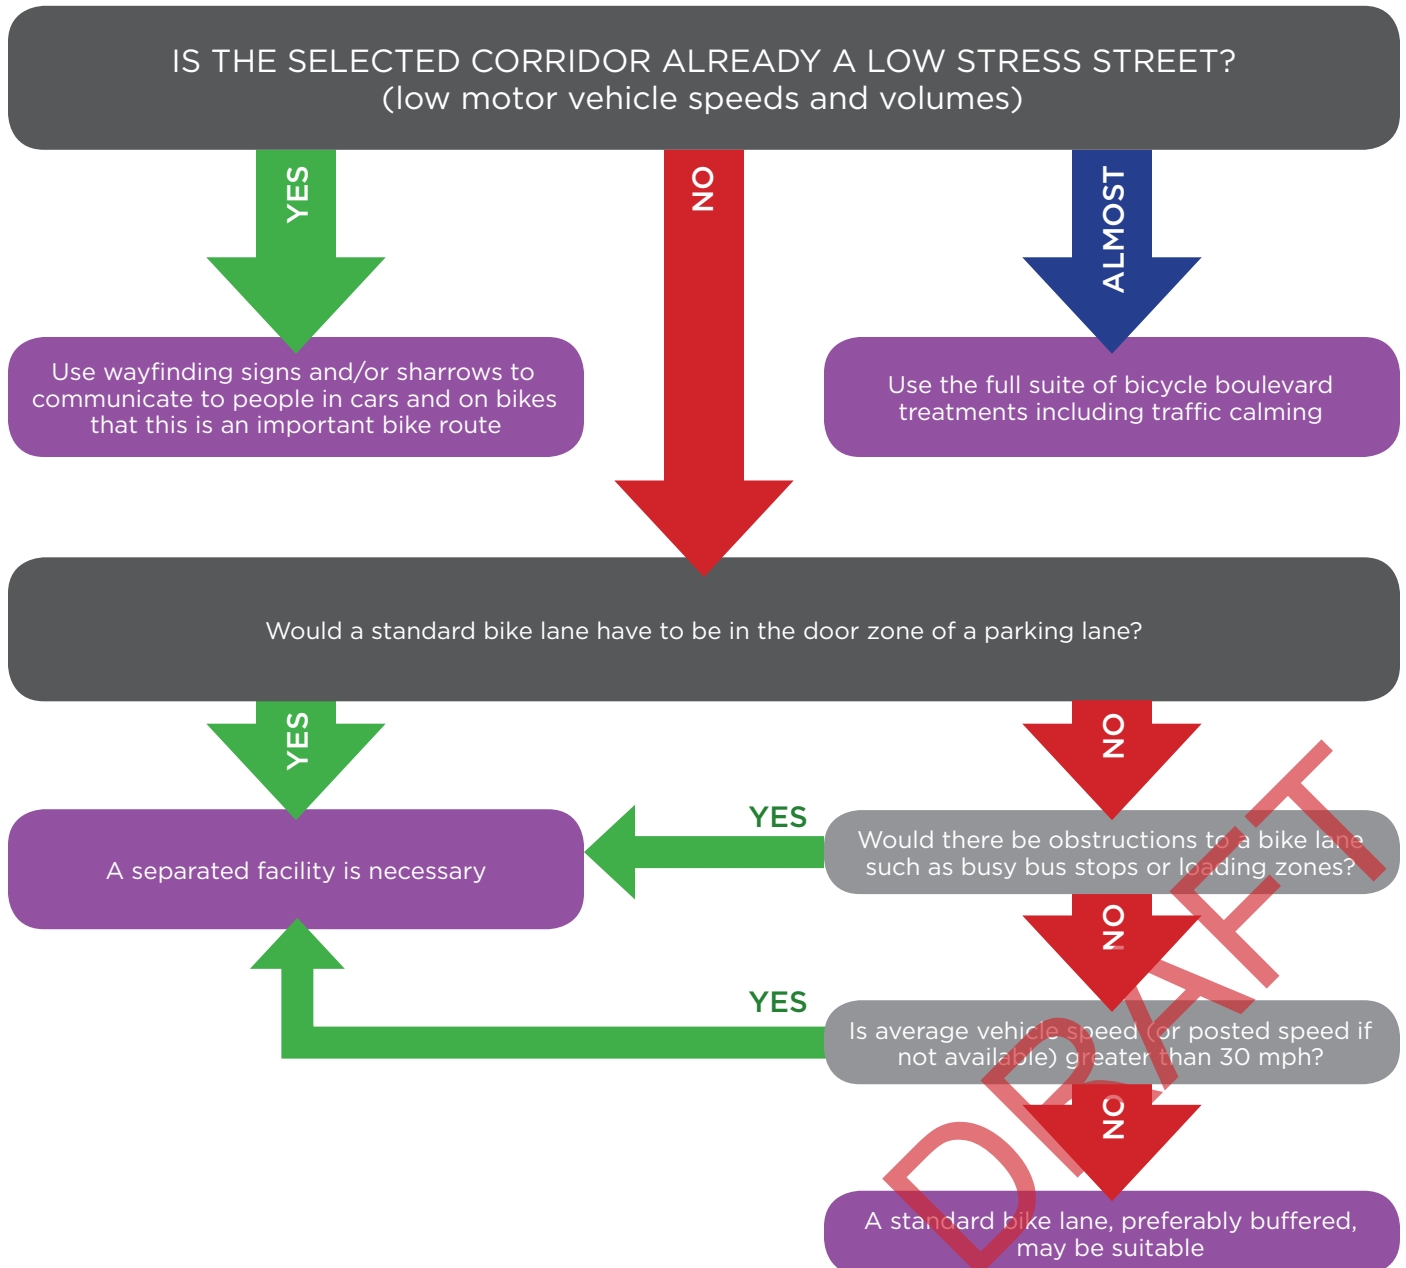 IS THE SELECTED CORRIDOR ALREADY A LOW STRESS STREET?
(low motor vehicle speeds and volumes)
YES
NO
ALMOST
Use wayfinding signs and/or sharrows to
communicate to people in cars and on bikes
that this is an important bike route
Use the full suite of bicycle boulevard
treatments including traffic calming
Would a standard bike lane have to be in the door zone of a parking lane?
YES
NO
A separated facility is necessary
YES
Would there be obstructions to a bike lane
such as busy bus stops or loading zones?
NO
YES
Is average vehicle speed (or posted speed if
not available) greater than 30 mph?
NO
A standard bike lane, preferably buffered,
may be suitable
DRAFT